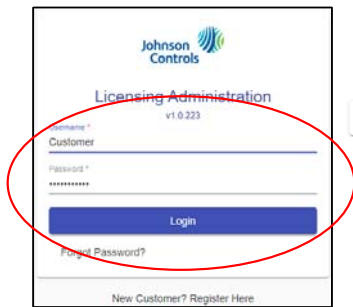 Johnson
Controls
Licensing Administration
v1.0.223
Username *
Customer
Password *
•••••••••••
Login
Forgot Password?
New Customer? Register Here